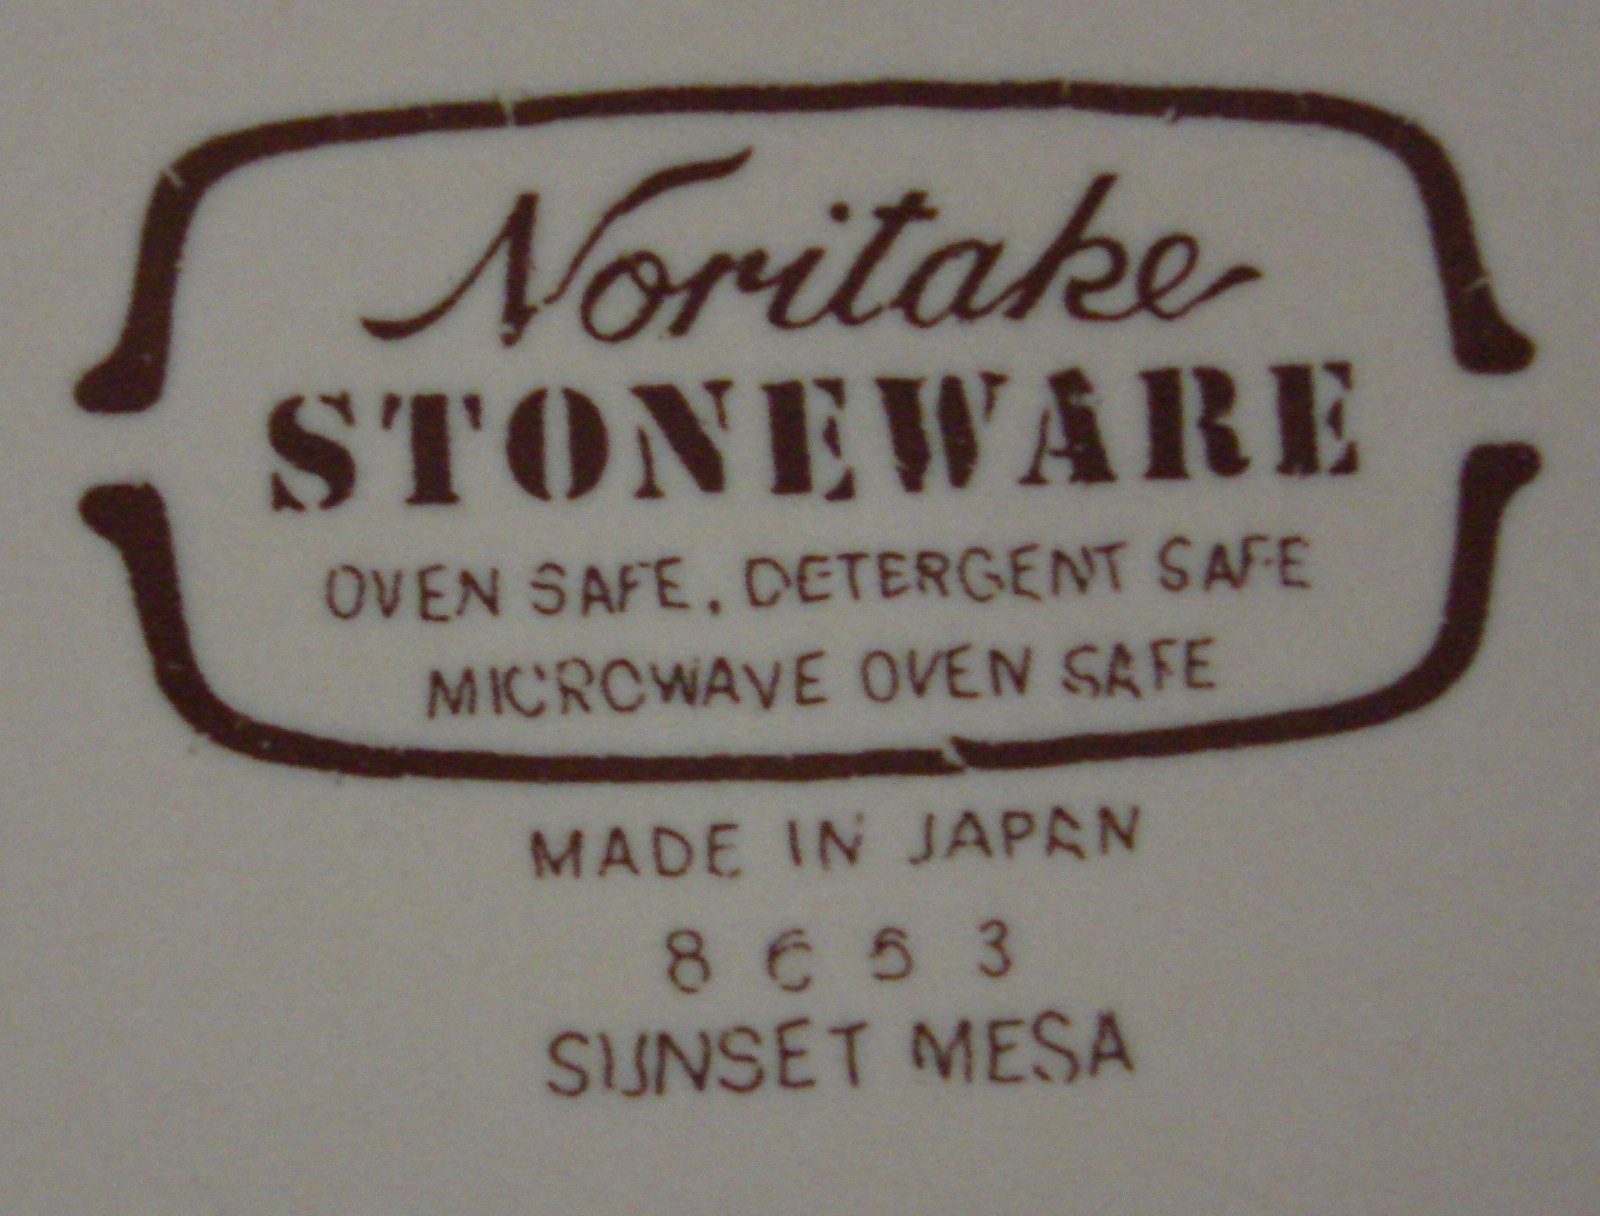 Noritake
STONEWARE
OVEN SAFE, DETERGENT SAFE
MICROWAVE OVEN SAFE
MADE IN JAPAN
8653
SUNSET MESA